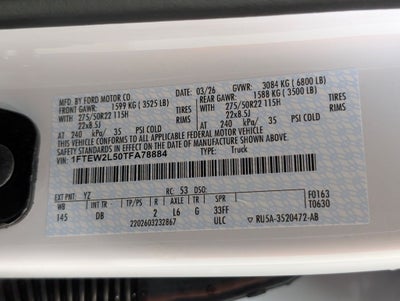 MFD. BY FORD MOTOR CO
DATE: 03/26 GVWR: 3084 KG ( 6800 LB)
FRONT GAWR: 1599 KG ( 3525 LB) REAR GAWR: 1588 KG ( 3500 LB)
WITH 275/50R22 115H TIRES WITH 275/50R22 115H TIRES
22x8.5J RIMS 22x8.5J RIMS
AT 240 kPa/ 35 PSI COLD AT 240 kPa/ 35 PSI COLD
THIS VEHICLE CONFORMS TO ALL APPLICABLE FEDERAL MOTOR VEHICLE
SAFETY STANDARDS IN EFFECT ON THE DATE OF MANUFACTURE SHOWN ABOVE.
VIN: 1FTEW2L50TFA78884 TYPE: Truck
EXT PNT: YZ RC: 53 DSO: F0163
WB INT TR TP/PS R AXLE TR SPR T0630
145 DB 2 L6 G 33FF
2202603232867 ULC RU5A-3520472-AB